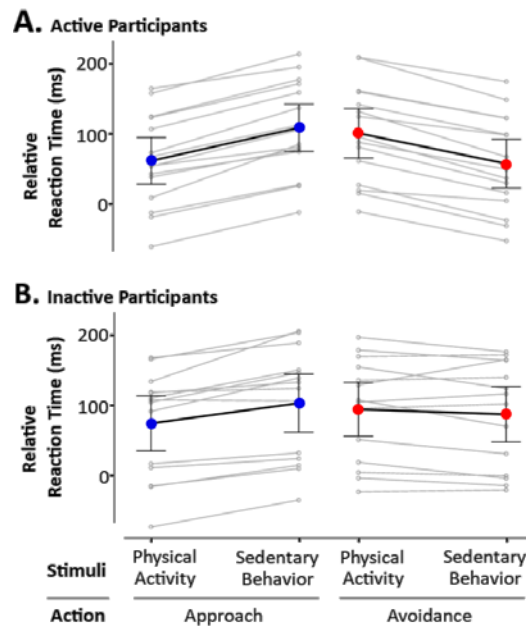 A. Active Participants
Relative
Reaction Time (ms)
200
100
0
B. Inactive Participants
Relative
Reaction Time (ms)
200
100
0
Stimuli
Physical
Activity
Sedentary
Behavior
Physical
Activity
Sedentary
Behavior
Action
Approach
Avoidance